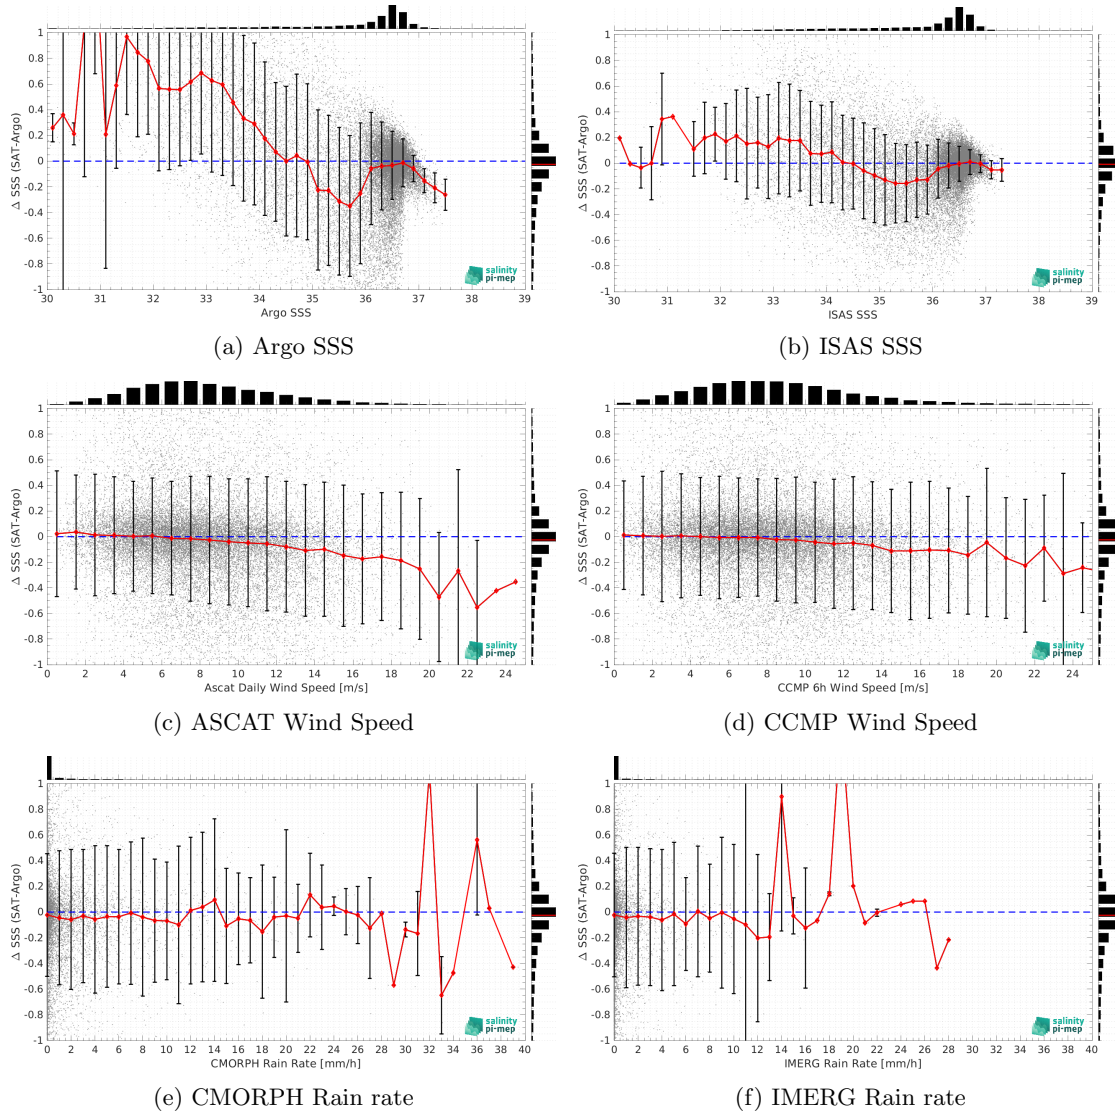 1
0.8
0.6
0.4
0.2
0
-0.2
-0.4
-0.6
-0.8
-1
Δ SSS (SAT-Argo)
30 31 32 33 34 35 36 37 38 39
Argo SSS
salinity
pi-mep
(a) Argo SSS
1
0.8
0.6
0.4
0.2
0
-0.2
-0.4
-0.6
-0.8
-1
Δ SSS (SAT-Argo)
30 31 32 33 34 35 36 37 38 39
ISAS SSS
salinity
pi-mep
(b) ISAS SSS
1
0.8
0.6
0.4
0.2
0
-0.2
-0.4
-0.6
-0.8
-1
Δ SSS (SAT-Argo)
0 2 4 6 8 10 12 14 16 18 20 22 24
Ascat Daily Wind Speed [m/s]
salinity
pi-mep
(c) ASCAT Wind Speed
1
0.8
0.6
0.4
0.2
0
-0.2
-0.4
-0.6
-0.8
-1
Δ SSS (SAT-Argo)
0 2 4 6 8 10 12 14 16 18 20 22 24
CCMP 6h Wind Speed [m/s]
salinity
pi-mep
(d) CCMP Wind Speed
1
0.8
0.6
0.4
0.2
0
-0.2
-0.4
-0.6
-0.8
-1
Δ SSS (SAT-Argo)
0 2 4 6 8 10 12 14 16 18 20 22 24 26 28 30 32 34 36 38 40
CMORPH Rain Rate [mm/h]
salinity
pi-mep
(e) CMORPH Rain rate
1
0.8
0.6
0.4
0.2
0
-0.2
-0.4
-0.6
-0.8
-1
Δ SSS (SAT-Argo)
0 2 4 6 8 10 12 14 16 18 20 22 24 26 28 30 32 34 36 38 40
IMERG Rain Rate [mm/h]
salinity
pi-mep
(f) IMERG Rain rate